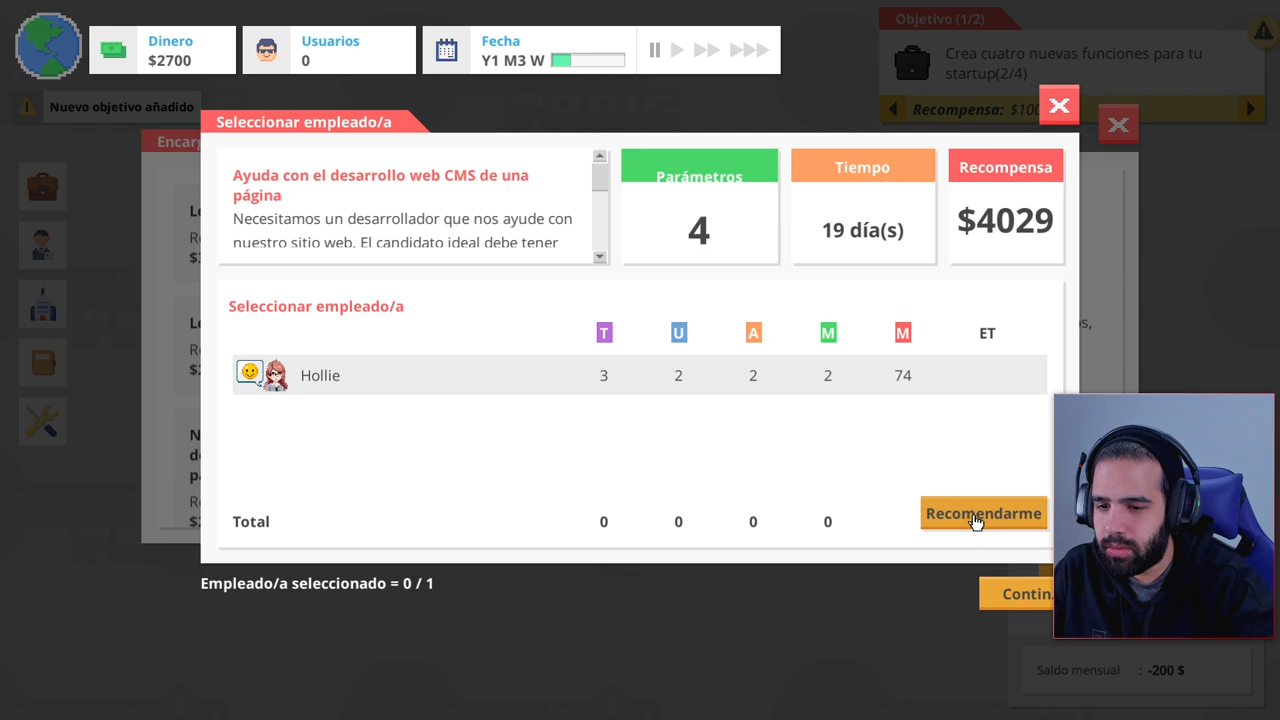 Dinero
$2700
Usuarios
0
Fecha
Y1 M3 W
Objetivo (1/2)
Crea cuatro nuevas funciones para tu
startup(2/4)
Recompensa: $100
Nuevo objetivo añadido
Encarg
Seleccionar empleado/a
Ayuda con el desarrollo web CMS de una
página
Necesitamos un desarrollador que nos ayude con
nuestro sitio web. El candidato ideal debe tener
Parámetros
4
Tiempo
19 día(s)
Recompensa
$4029
Seleccionar empleado/a
T U A M M ET
Hollie 3 2 2 2 74
Total 0 0 0 0
Recomendarme
Empleado/a seleccionado = 0 / 1
Contin
Saldo mensual : -200 $